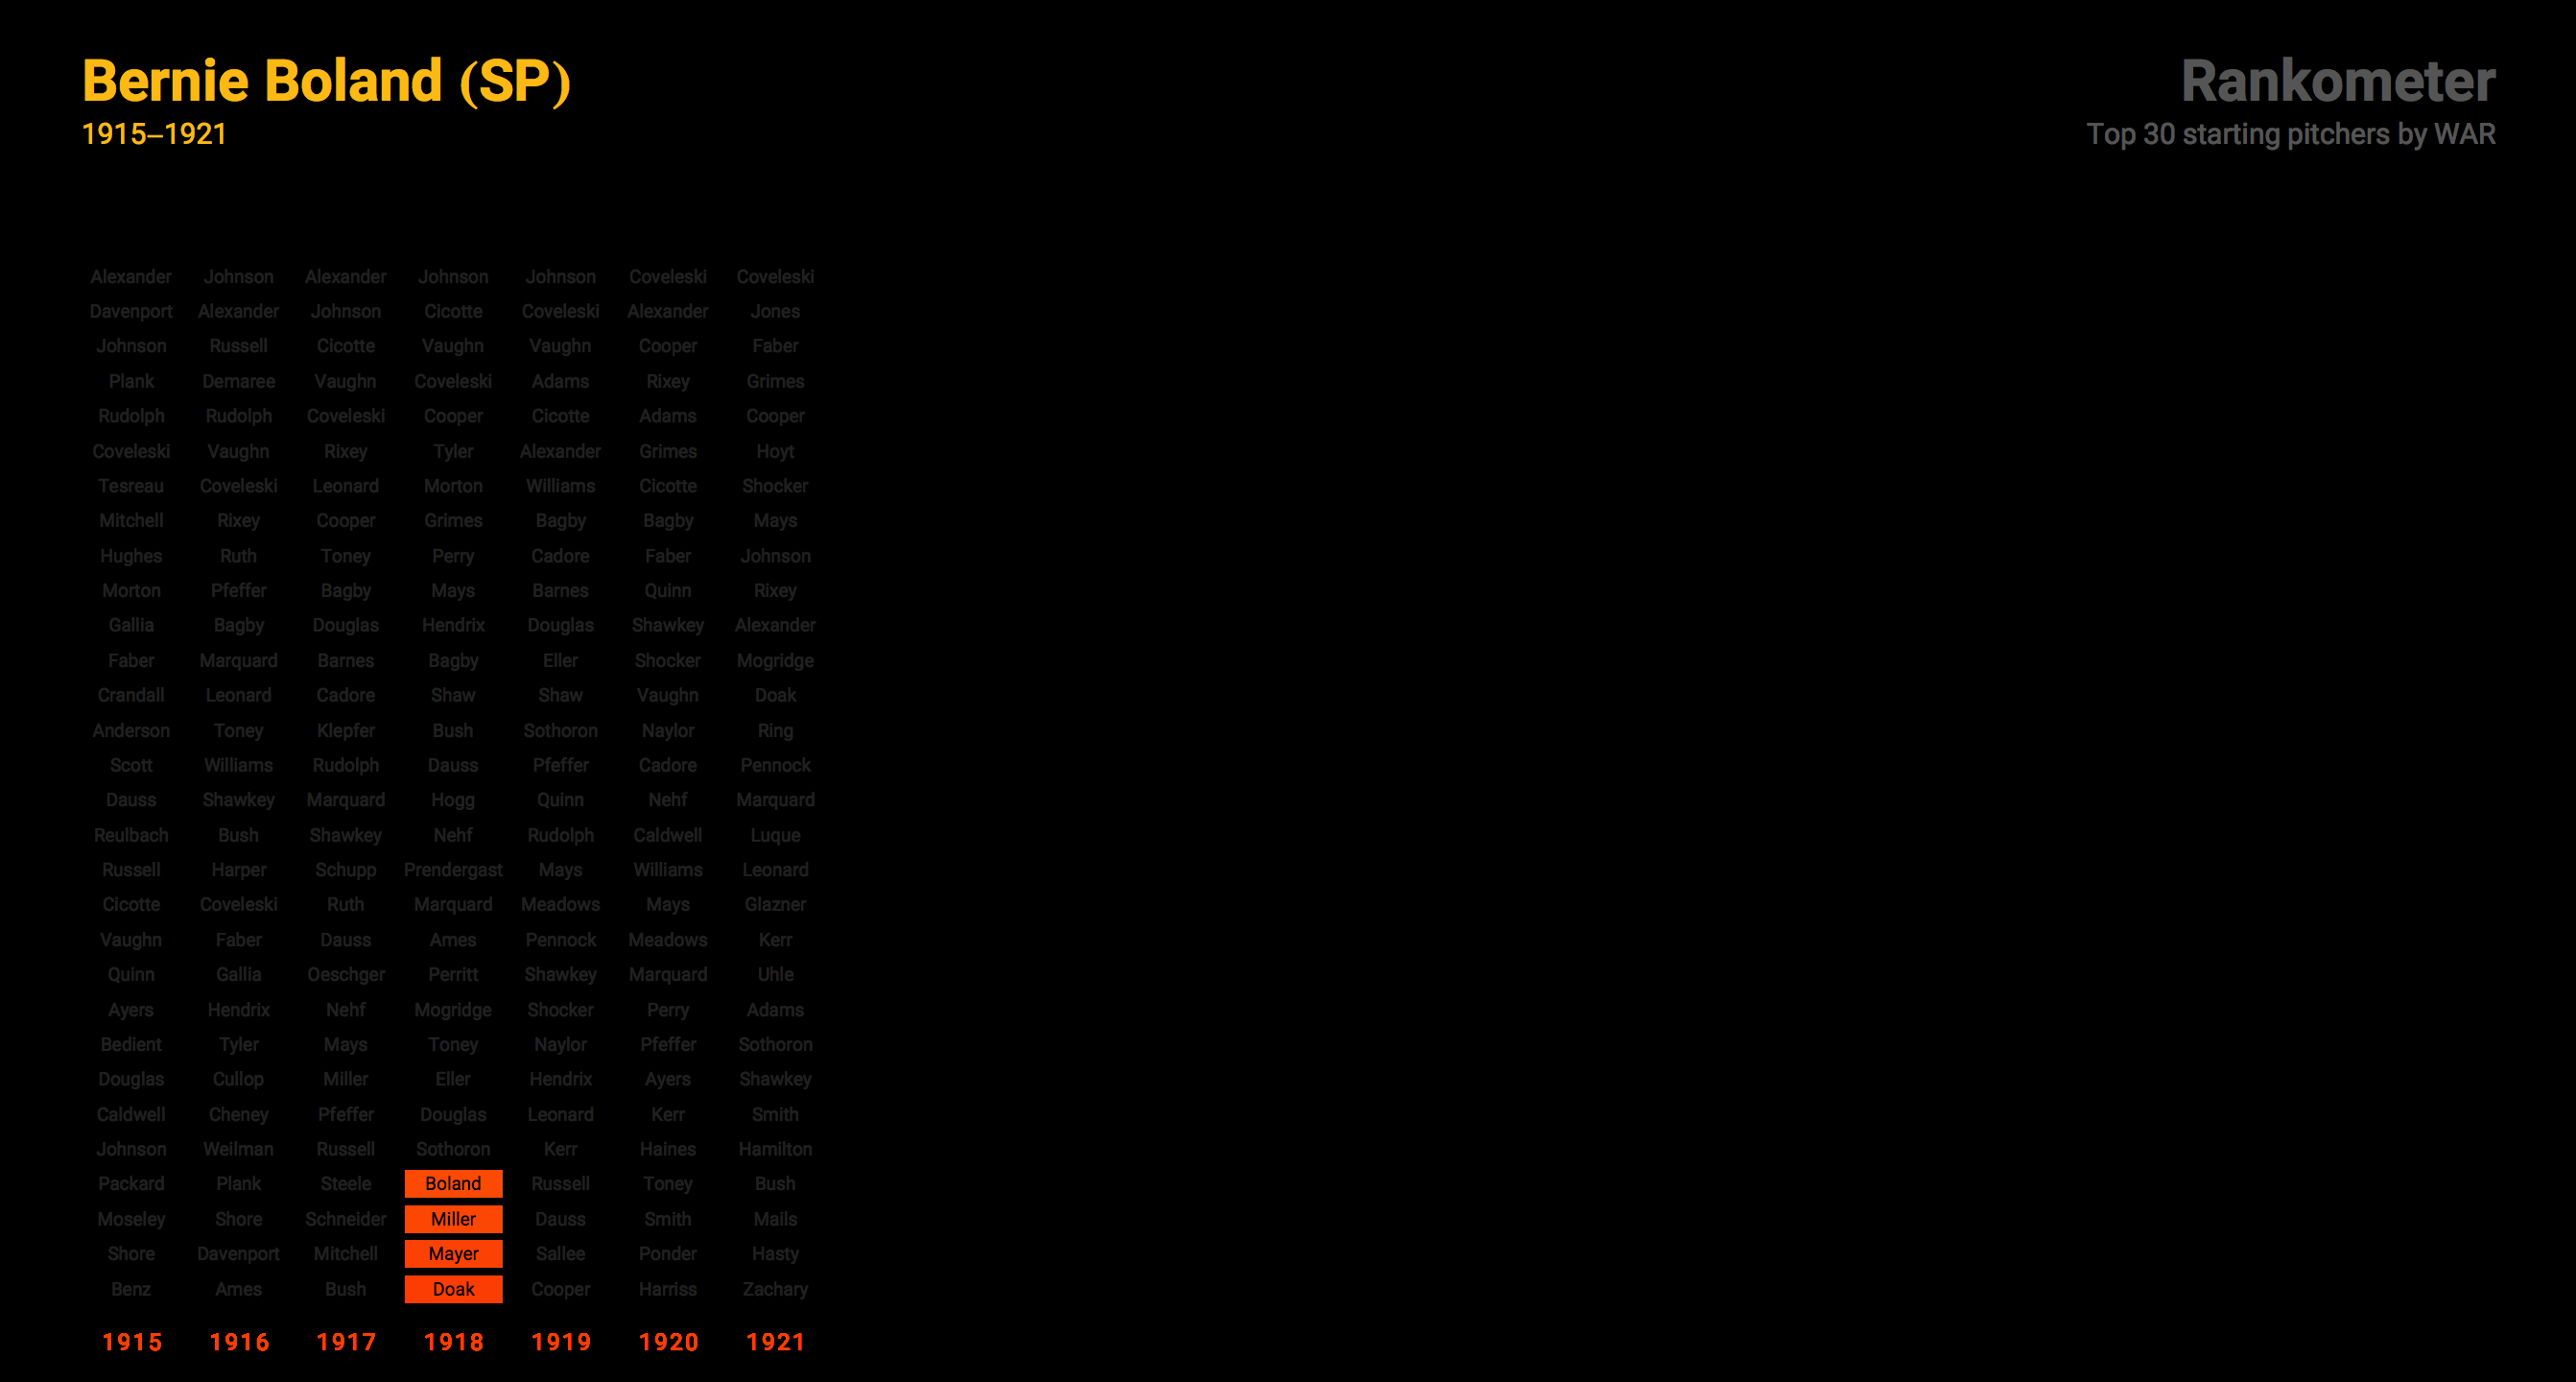 Bernie Boland (SP)
1915–1921
Rankometer
Top 30 starting pitchers by WAR
Alexander Johnson Alexander Johnson Johnson Coveleski Coveleski
Davenport Alexander Johnson Cicotte Coveleski Alexander Jones
Johnson Russell Cicotte Vaughn Vaughn Cooper Faber
Plank Demaree Vaughn Coveleski Adams Rixey Grimes
Rudolph Rudolph Coveleski Cooper Cicotte Adams Cooper
Coveleski Vaughn Rixey Tyler Alexander Grimes Hoyt
Tesreau Coveleski Leonard Morton Williams Cicotte Shocker
Mitchell Rixey Cooper Grimes Bagby Bagby Mays
Hughes Ruth Toney Perry Cadore Faber Johnson
Morton Pfeffer Bagby Mays Barnes Quinn Rixey
Gallia Bagby Douglas Hendrix Douglas Shawkey Alexander
Faber Marquard Barnes Bagby Eller Shocker Mogridge
Crandall Leonard Cadore Shaw Shaw Vaughn Doak
Anderson Toney Klepfer Bush Sothoron Naylor Ring
Scott Williams Rudolph Dauss Pfeffer Cadore Pennock
Dauss Shawkey Marquard Hogg Quinn Nehf Marquard
Reulbach Bush Shawkey Nehf Rudolph Caldwell Luque
Russell Harper Schupp Prendergast Mays Williams Leonard
Cicotte Coveleski Ruth Marquard Meadows Mays Glazner
Vaughn Faber Dauss Ames Pennock Meadows Kerr
Quinn Gallia Oeschger Perritt Shawkey Marquard Uhle
Ayers Hendrix Nehf Mogridge Shocker Perry Adams
Bedient Tyler Mays Toney Naylor Pfeffer Sothoron
Douglas Cullop Miller Eller Hendrix Ayers Shawkey
Caldwell Cheney Pfeffer Douglas Leonard Kerr Smith
Johnson Weilman Russell Sothoron Kerr Haines Hamilton
Packard Plank Steele Boland Russell Toney Bush
Moseley Shore Schneider Miller Dauss Smith Mails
Shore Davenport Mitchell Mayer Sallee Ponder Hasty
Benz Ames Bush Doak Cooper Harriss Zachary
1915 1916 1917 1918 1919 1920 1921